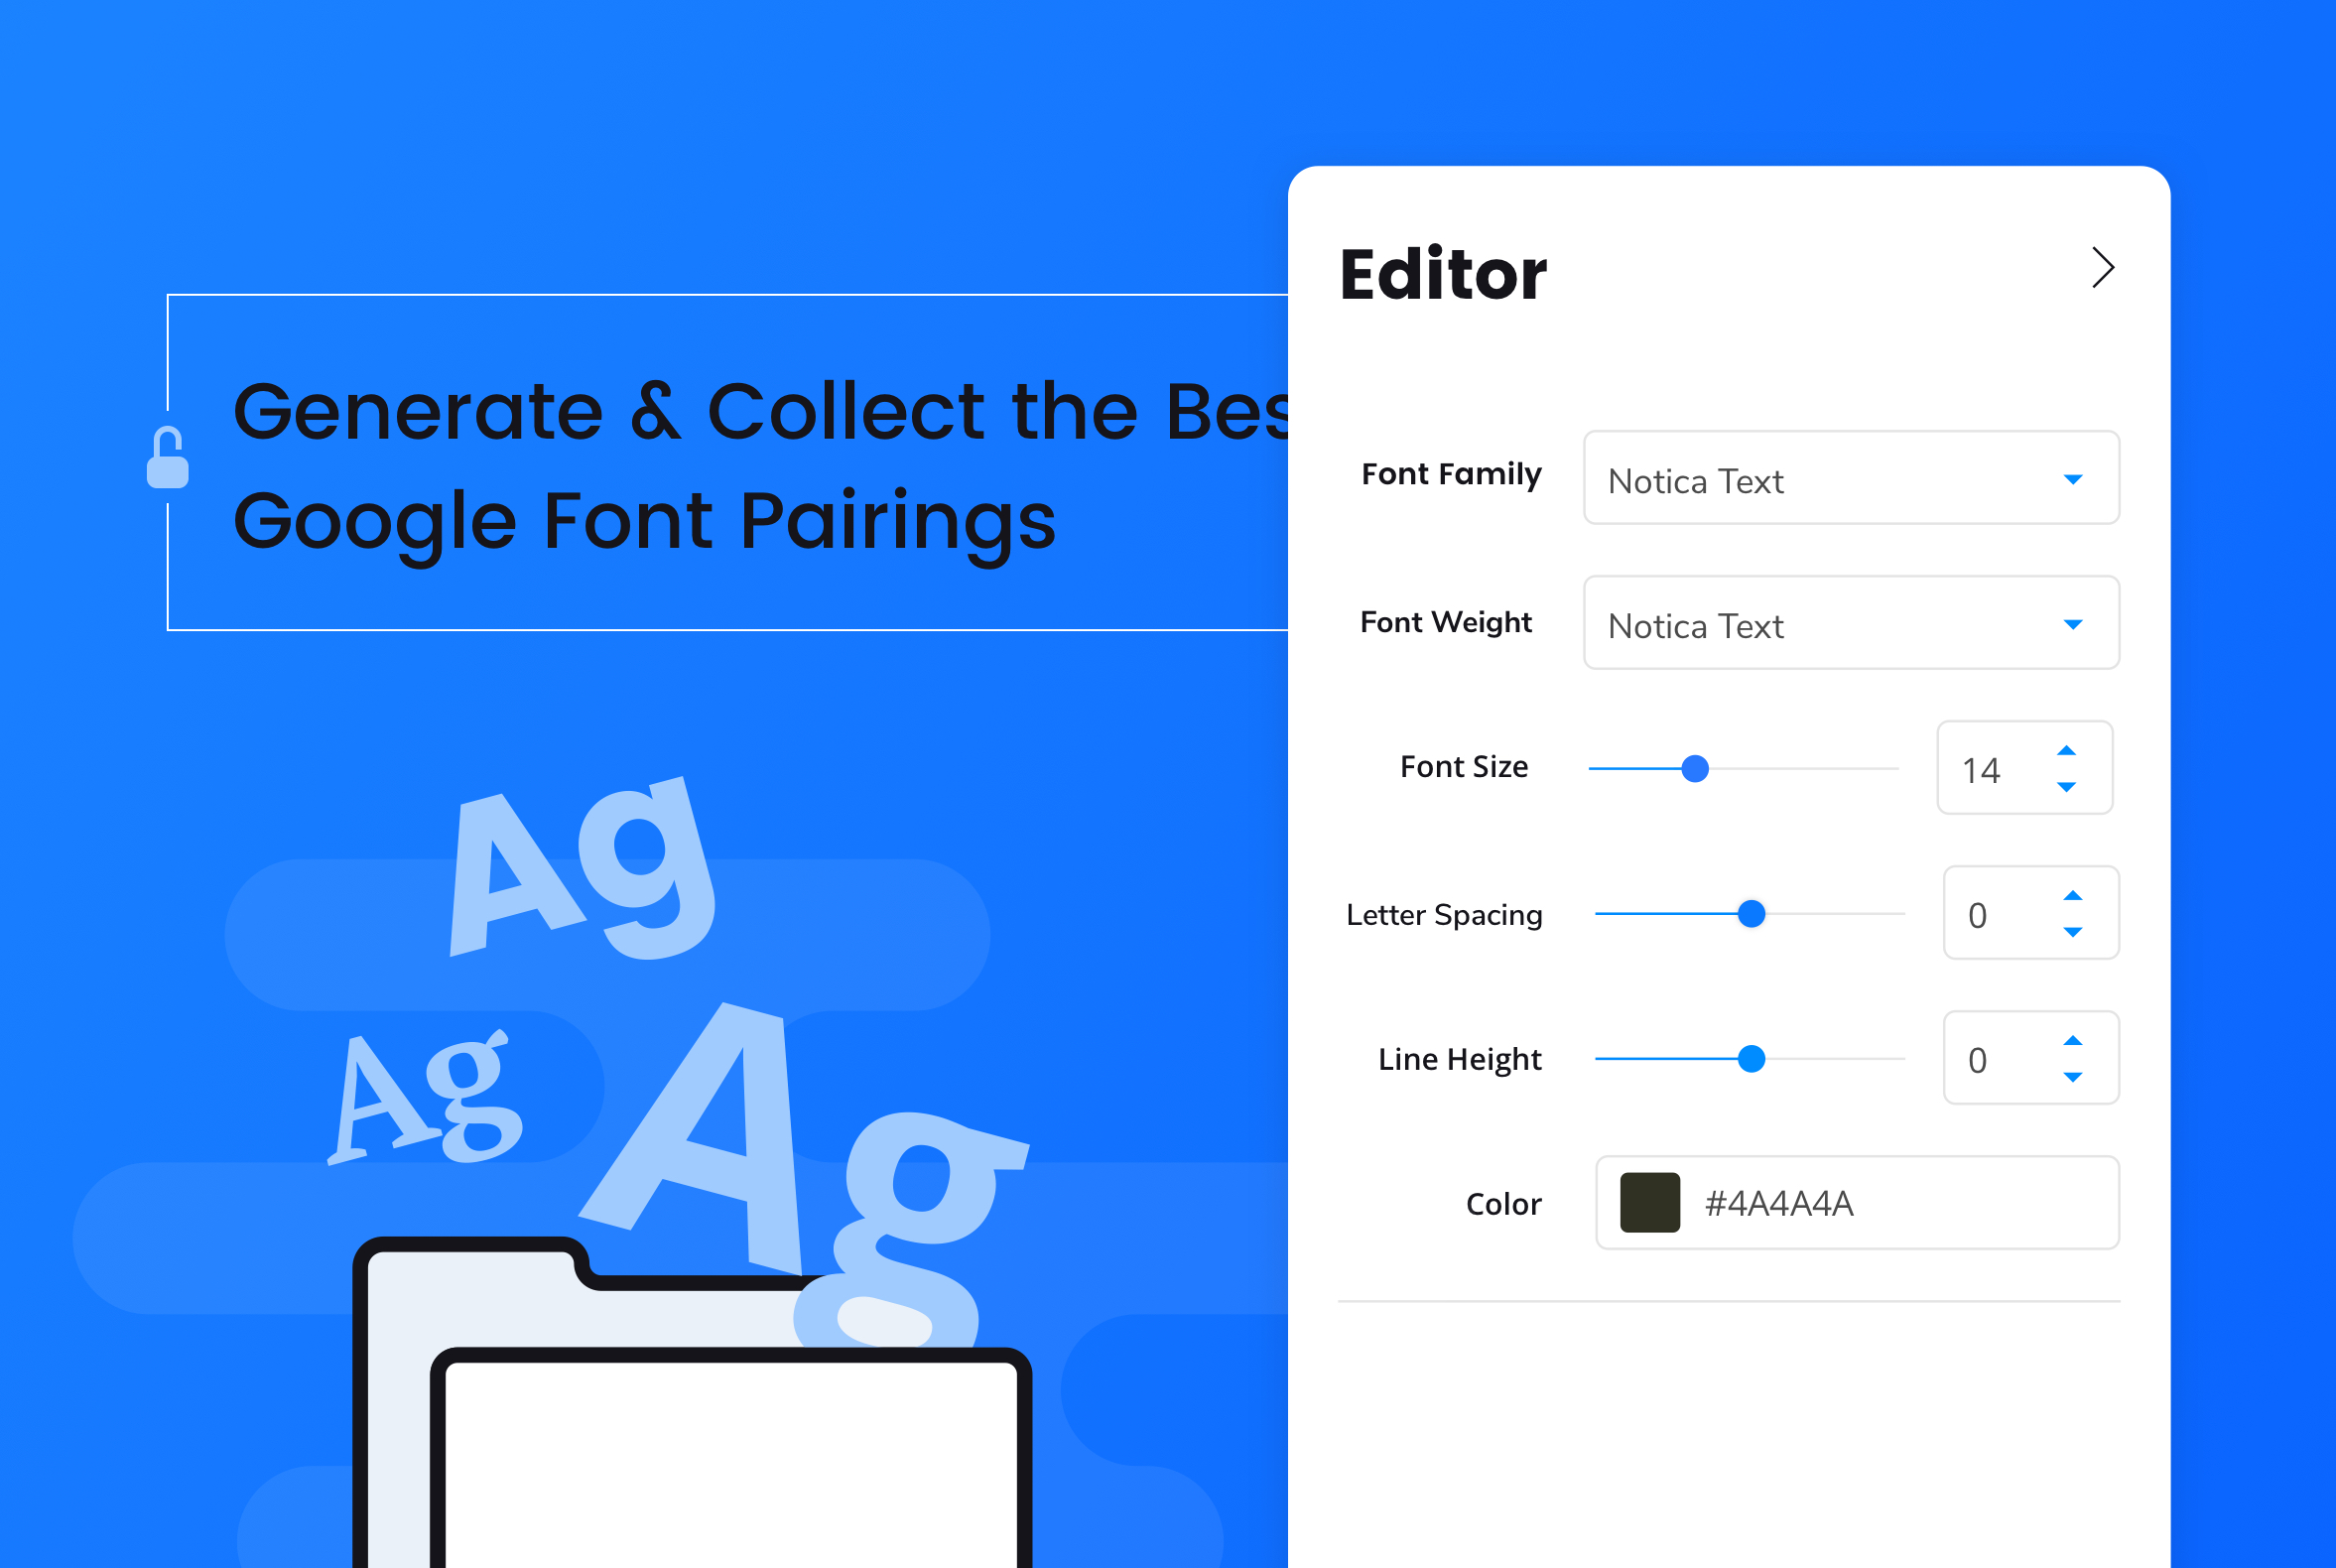 Generate & Collect the Bes
Google Font Pairings
Ag
Ag
Ag
Editor
Font Family
Notica Text
Font Weight
Notica Text
Font Size
14
Letter Spacing
0
Line Height
0
Color
#4A4A4A